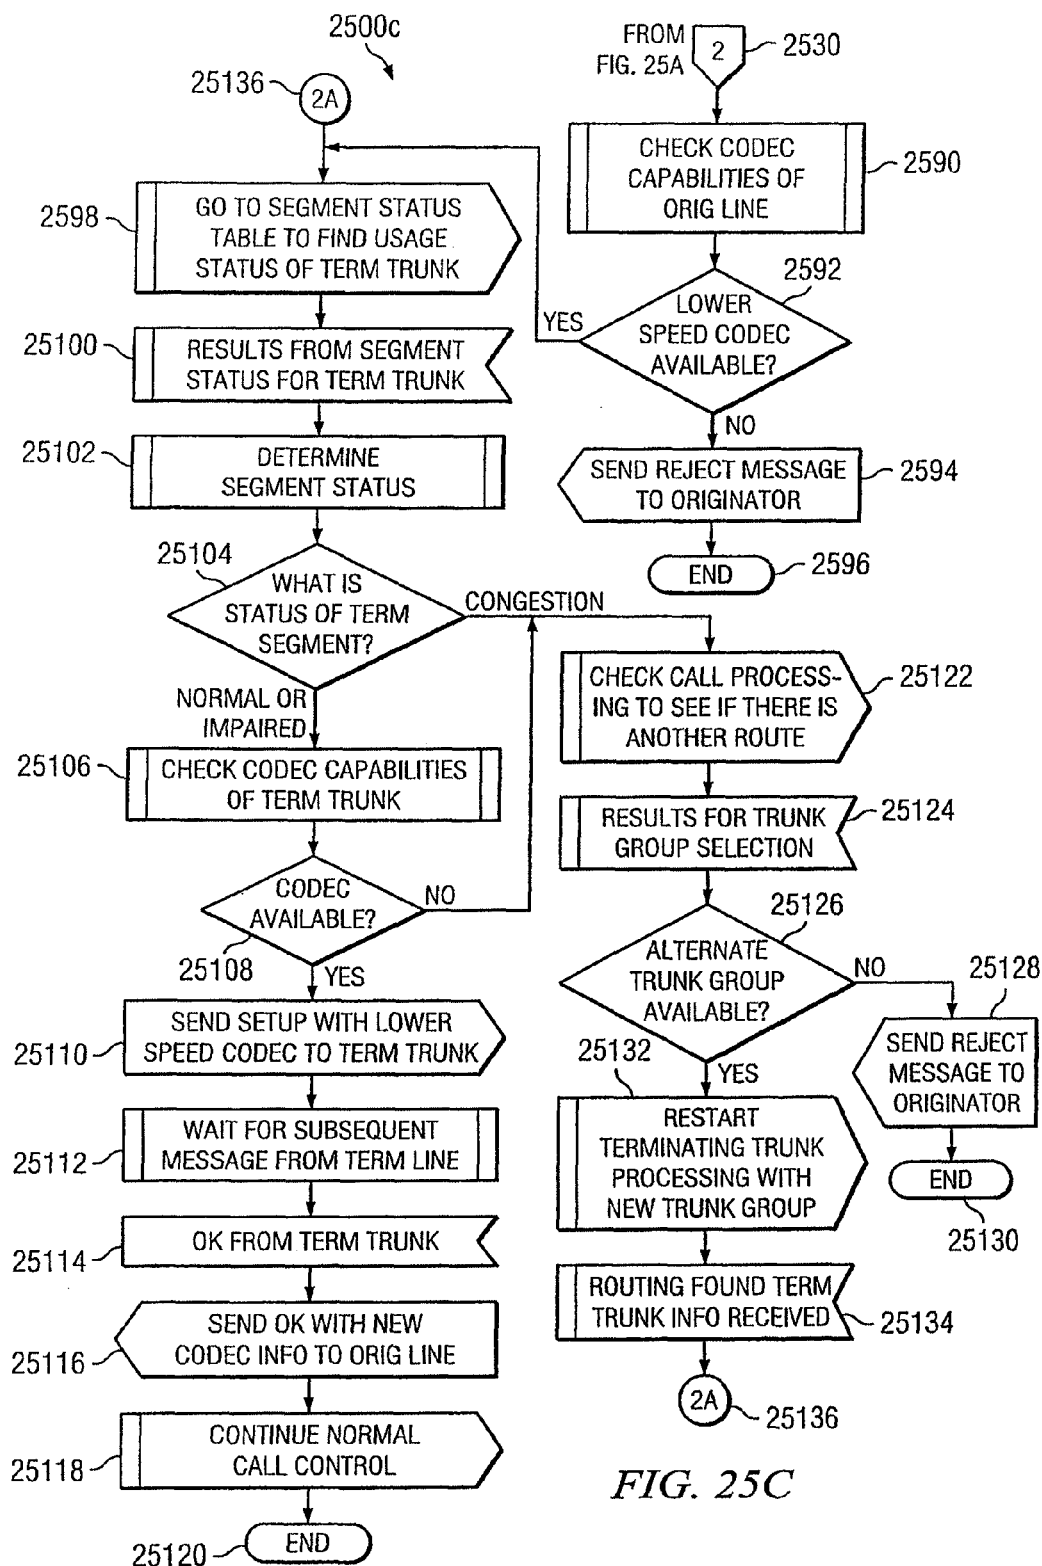 2500c
25136
2A
2598
GO TO SEGMENT STATUS
TABLE TO FIND USAGE
STATUS OF TERM TRUNK
25100
RESULTS FROM SEGMENT
STATUS FOR TERM TRUNK
25102
DETERMINE
SEGMENT STATUS
25104
WHAT IS
STATUS OF TERM
SEGMENT?
CONGESTION
NORMAL OR
IMPAIRED
25106
CHECK CODEC CAPABILITIES
OF TERM TRUNK
CODEC
AVAILABLE?
NO
25108
YES
25110
SEND SETUP WITH LOWER
SPEED CODEC TO TERM TRUNK
25112
WAIT FOR SUBSEQUENT
MESSAGE FROM TERM LINE
25114
OK FROM TERM TRUNK
25116
SEND OK WITH NEW
CODEC INFO TO ORIG LINE
25118
CONTINUE NORMAL
CALL CONTROL
25120
END
FROM
FIG. 25A
2
2530
CHECK CODEC
CAPABILITIES OF
ORIG LINE
2590
2592
LOWER
SPEED CODEC
AVAILABLE?
YES
NO
SEND REJECT MESSAGE
TO ORIGINATOR
2594
END
2596
CHECK CALL PROCESS-
ING TO SEE IF THERE IS
ANOTHER ROUTE
25122
RESULTS FOR TRUNK
GROUP SELECTION
25124
25126
ALTERNATE
TRUNK GROUP
AVAILABLE?
NO
25128
SEND REJECT
MESSAGE TO
ORIGINATOR
END
25130
25132
YES
RESTART
TERMINATING TRUNK
PROCESSING WITH
NEW TRUNK GROUP
ROUTING FOUND TERM
TRUNK INFO RECEIVED
25134
2A
25136
FIG. 25C